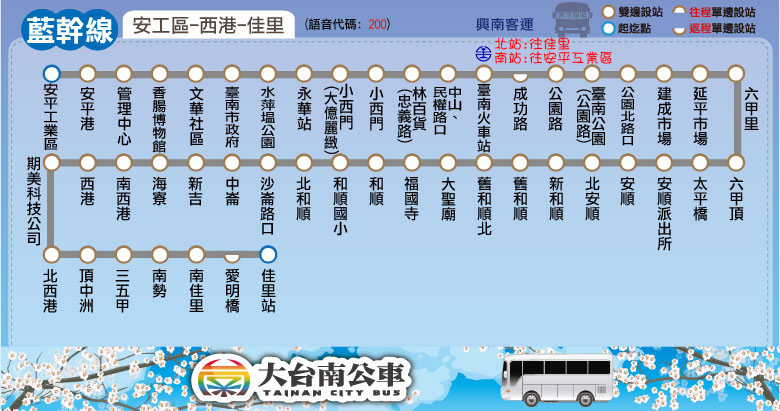 藍幹線
安工區-西港-佳里
(語音代碼: 200)
興南客運
雙邊設站
往程單邊設站
起迄點
返程單邊設站
北站:往佳里
南站:往安平工業區
安平工業區
安平港
管理中心
香腸博物館
文華社區
臺南市政府
水萍塭公園
永華站
小西門
(大億麗緻)
小西門
林百貨
(忠義路)
中山、
民權路口
臺南火車站
成功路
公園路
臺南公園
(公園路)
公園北路口
建成市場
延平市場
六甲里
期美科技公司
西港
南西港
海寮
新吉
中崙
沙崙路口
北和順
和順國小
和順
福國寺
大聖廟
舊和順北
舊和順
新和順
北安順
安順
安順派出所
太平橋
六甲頂
北西港
頂中洲
三五甲
南勢
南佳里
愛明橋
佳里站
大台南公車
TAINAN CITY BUS